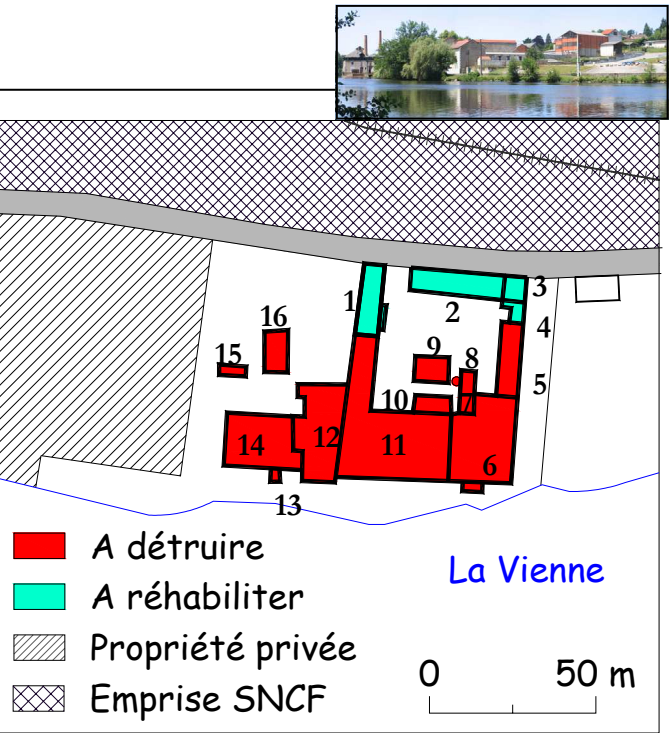 1
2
3
4
5
16
15
9
8
10
7
14
12
11
6
13
A détruire
A réhabiliter
Propriété privée
Emprise SNCF
La Vienne
0 50 m